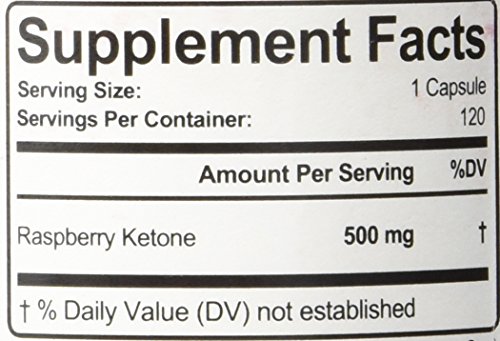 Supplement Facts
Serving Size: 1 Capsule
Servings Per Container: 120
Amount Per Serving %DV
Raspberry Ketone 500 mg †
† % Daily Value (DV) not established